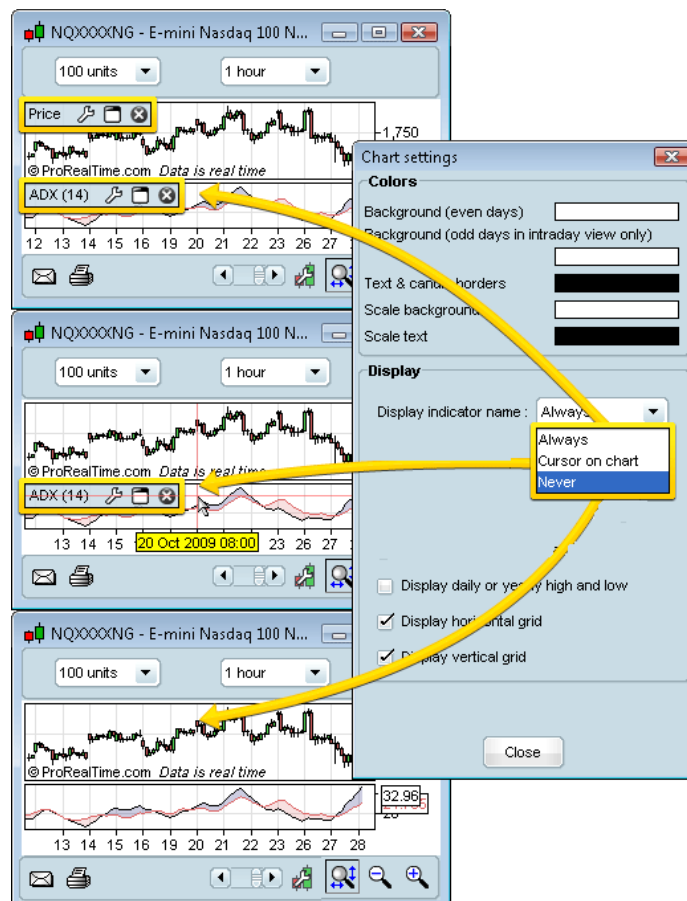 NQXXXXNG - E-mini Nasdaq 100 N...
100 units
1 hour
Price
1,750
© ProRealTime.com Data is real time
ADX (14)
12 13 14 15 16 19 20 21 22 23 26 27
NQXXXXNG - E-mini Nasdaq 100 N...
100 units
1 hour
© ProRealTime.com Data is real time
ADX (14)
13 14 15 20 Oct 2009 08:00 23 26 27
NQXXXXNG - E-mini Nasdaq 100 N...
100 units
1 hour
© ProRealTime.com Data is real time
32.96
13 14 15 16 19 20 21 22 23 26 27 28
Chart settings
Colors
Background (even days)
Background (odd days in intraday view only)
Text & candle borders
Scale background
Scale text
Display
Display indicator name :
Always
Always
Cursor on chart
Never
Display daily or yearly high and low
Display horizontal grid
Display vertical grid
Close